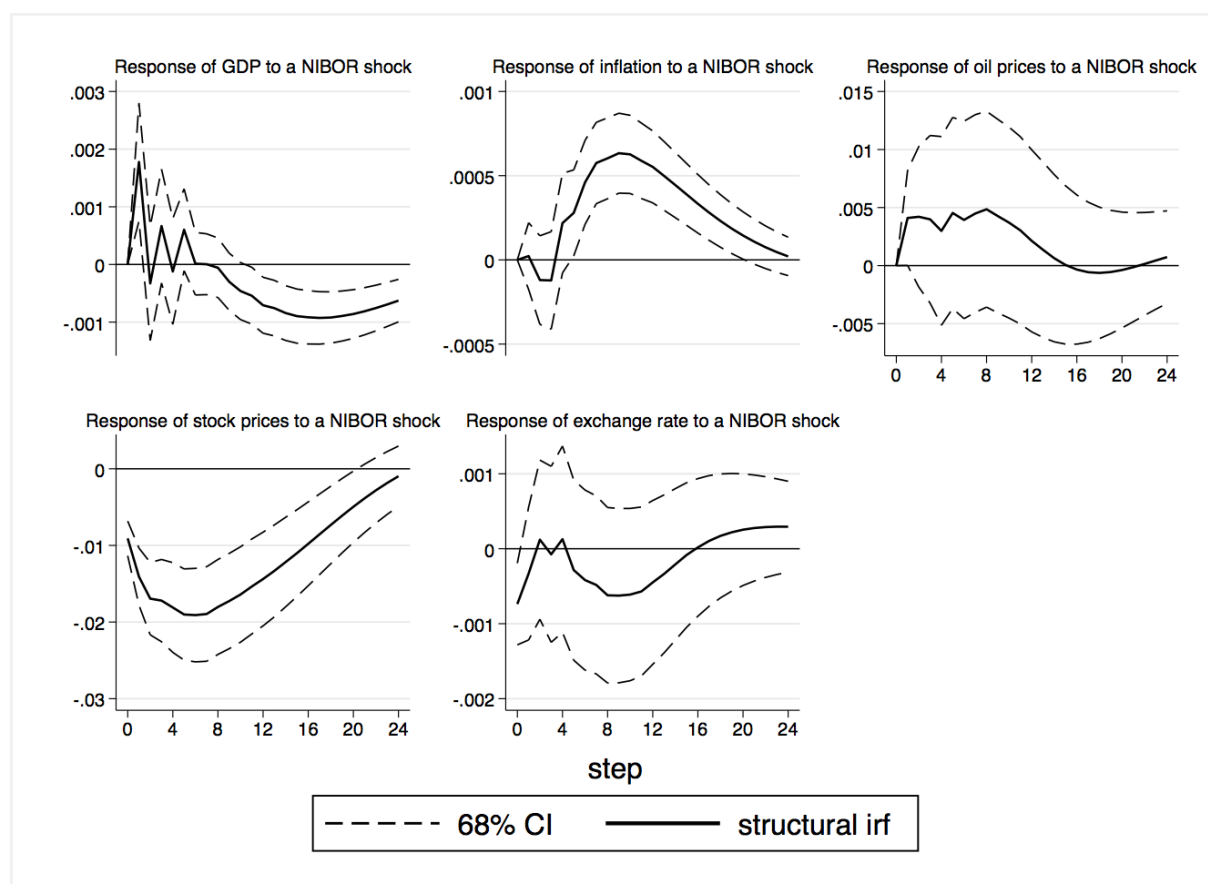 Response of GDP to a NIBOR shock
.003
.002
.001
0
-.001
Response of inflation to a NIBOR shock
.001
.0005
0
-.0005
Response of oil prices to a NIBOR shock
.015
.01
.005
0
-.005
0 4 8 12 16 20 24
Response of stock prices to a NIBOR shock
0
-.01
-.02
-.03
0 4 8 12 16 20 24
Response of exchange rate to a NIBOR shock
.001
0
-.001
-.002
0 4 8 12 16 20 24
step
68% CI structural irf